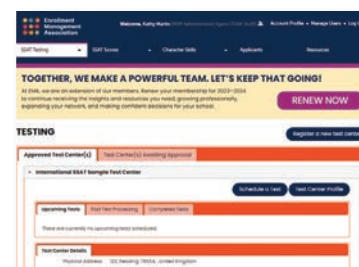 Enrollment
Management
Association
Welcome, Kathy Hurtin
Account Profile • Manage Users • Log
SSAT Testing
SSAT Scores
Character Skills
Applicants
Resources
TOGETHER, WE MAKE A POWERFUL TEAM. LET'S KEEP THAT GOING!
At EMA, we are an extension of our members. Renew your membership for 2023-2024
to continue receiving the insights and resources you need, growing professionally,
expanding your network, and making confident decisions for your school.
RENEW NOW
TESTING
Register a new test center
Approved Test Center(s)
Test Center(s) Awaiting Approval
International SSAT Sample Test Center
Schedule a Test
Test Center Profile
Upcoming Tests
Post Test Processing
Completed Tests
There are currently no upcoming tests scheduled.
Test Center Details
Physical Address
, United Kingdom